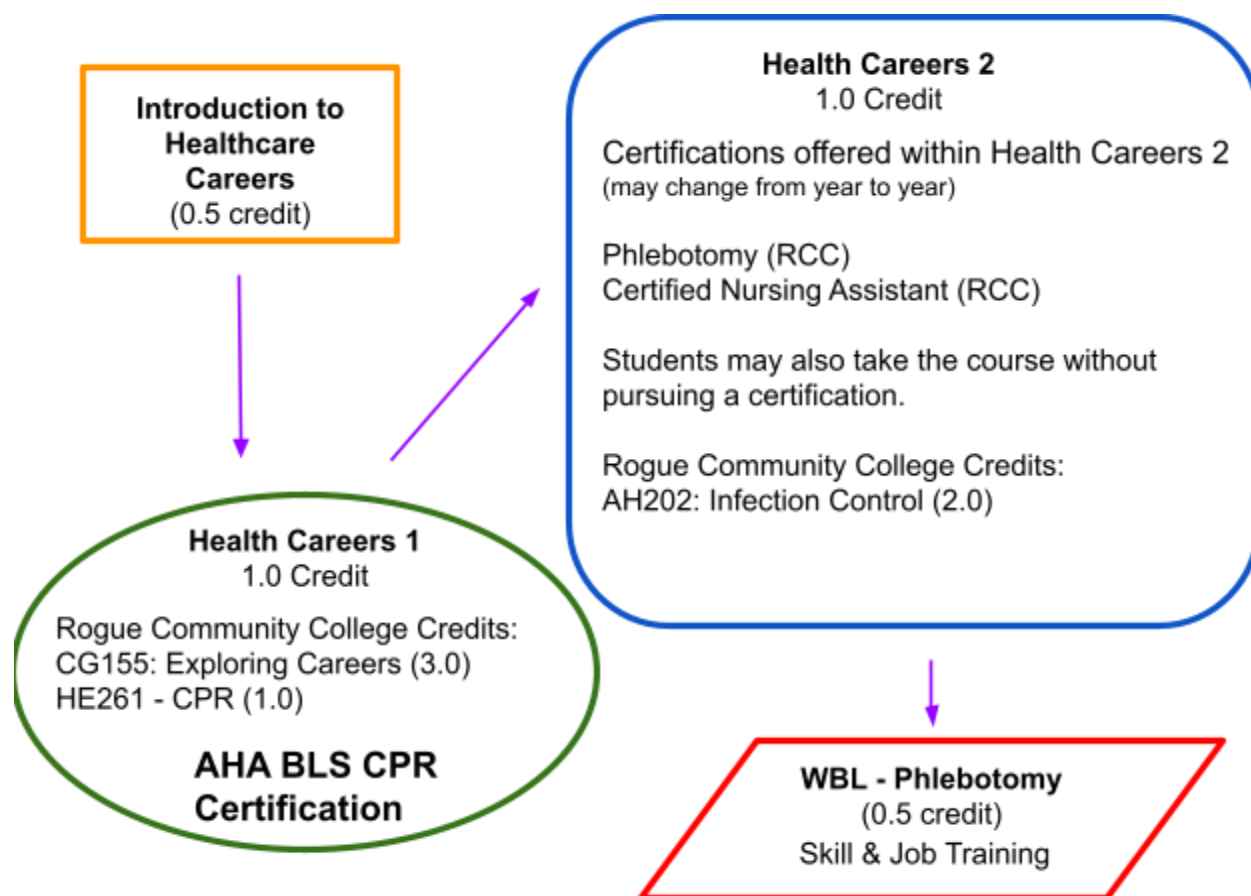 Introduction to
Healthcare
Careers
(0.5 credit)
Health Careers 1
1.0 Credit
Rogue Community College Credits:
CG155: Exploring Careers (3.0)
HE261 - CPR (1.0)
AHA BLS CPR
Certification
Health Careers 2
1.0 Credit
Certifications offered within Health Careers 2
(may change from year to year)
Phlebotomy (RCC)
Certified Nursing Assistant (RCC)
Students may also take the course without
pursuing a certification.
Rogue Community College Credits:
AH202: Infection Control (2.0)
WBL - Phlebotomy
(0.5 credit)
Skill & Job Training